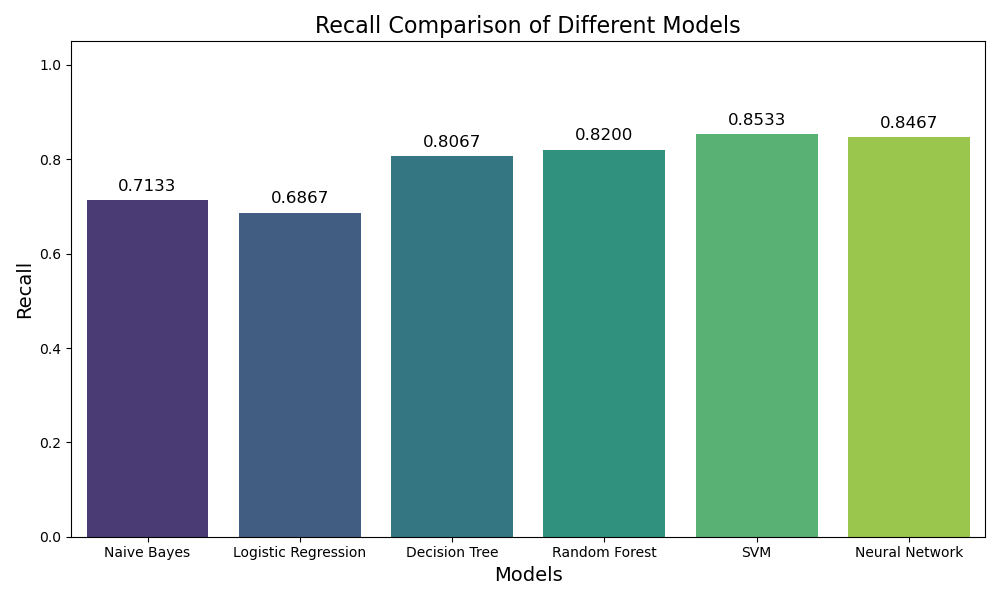 Recall Comparison of Different Models
1.0
0.8
0.6
0.4
0.2
0.0
Recall
0.7133
0.6867
0.8067
0.8200
0.8533
0.8467
Naive Bayes
Logistic Regression
Decision Tree
Random Forest
SVM
Neural Network
Models